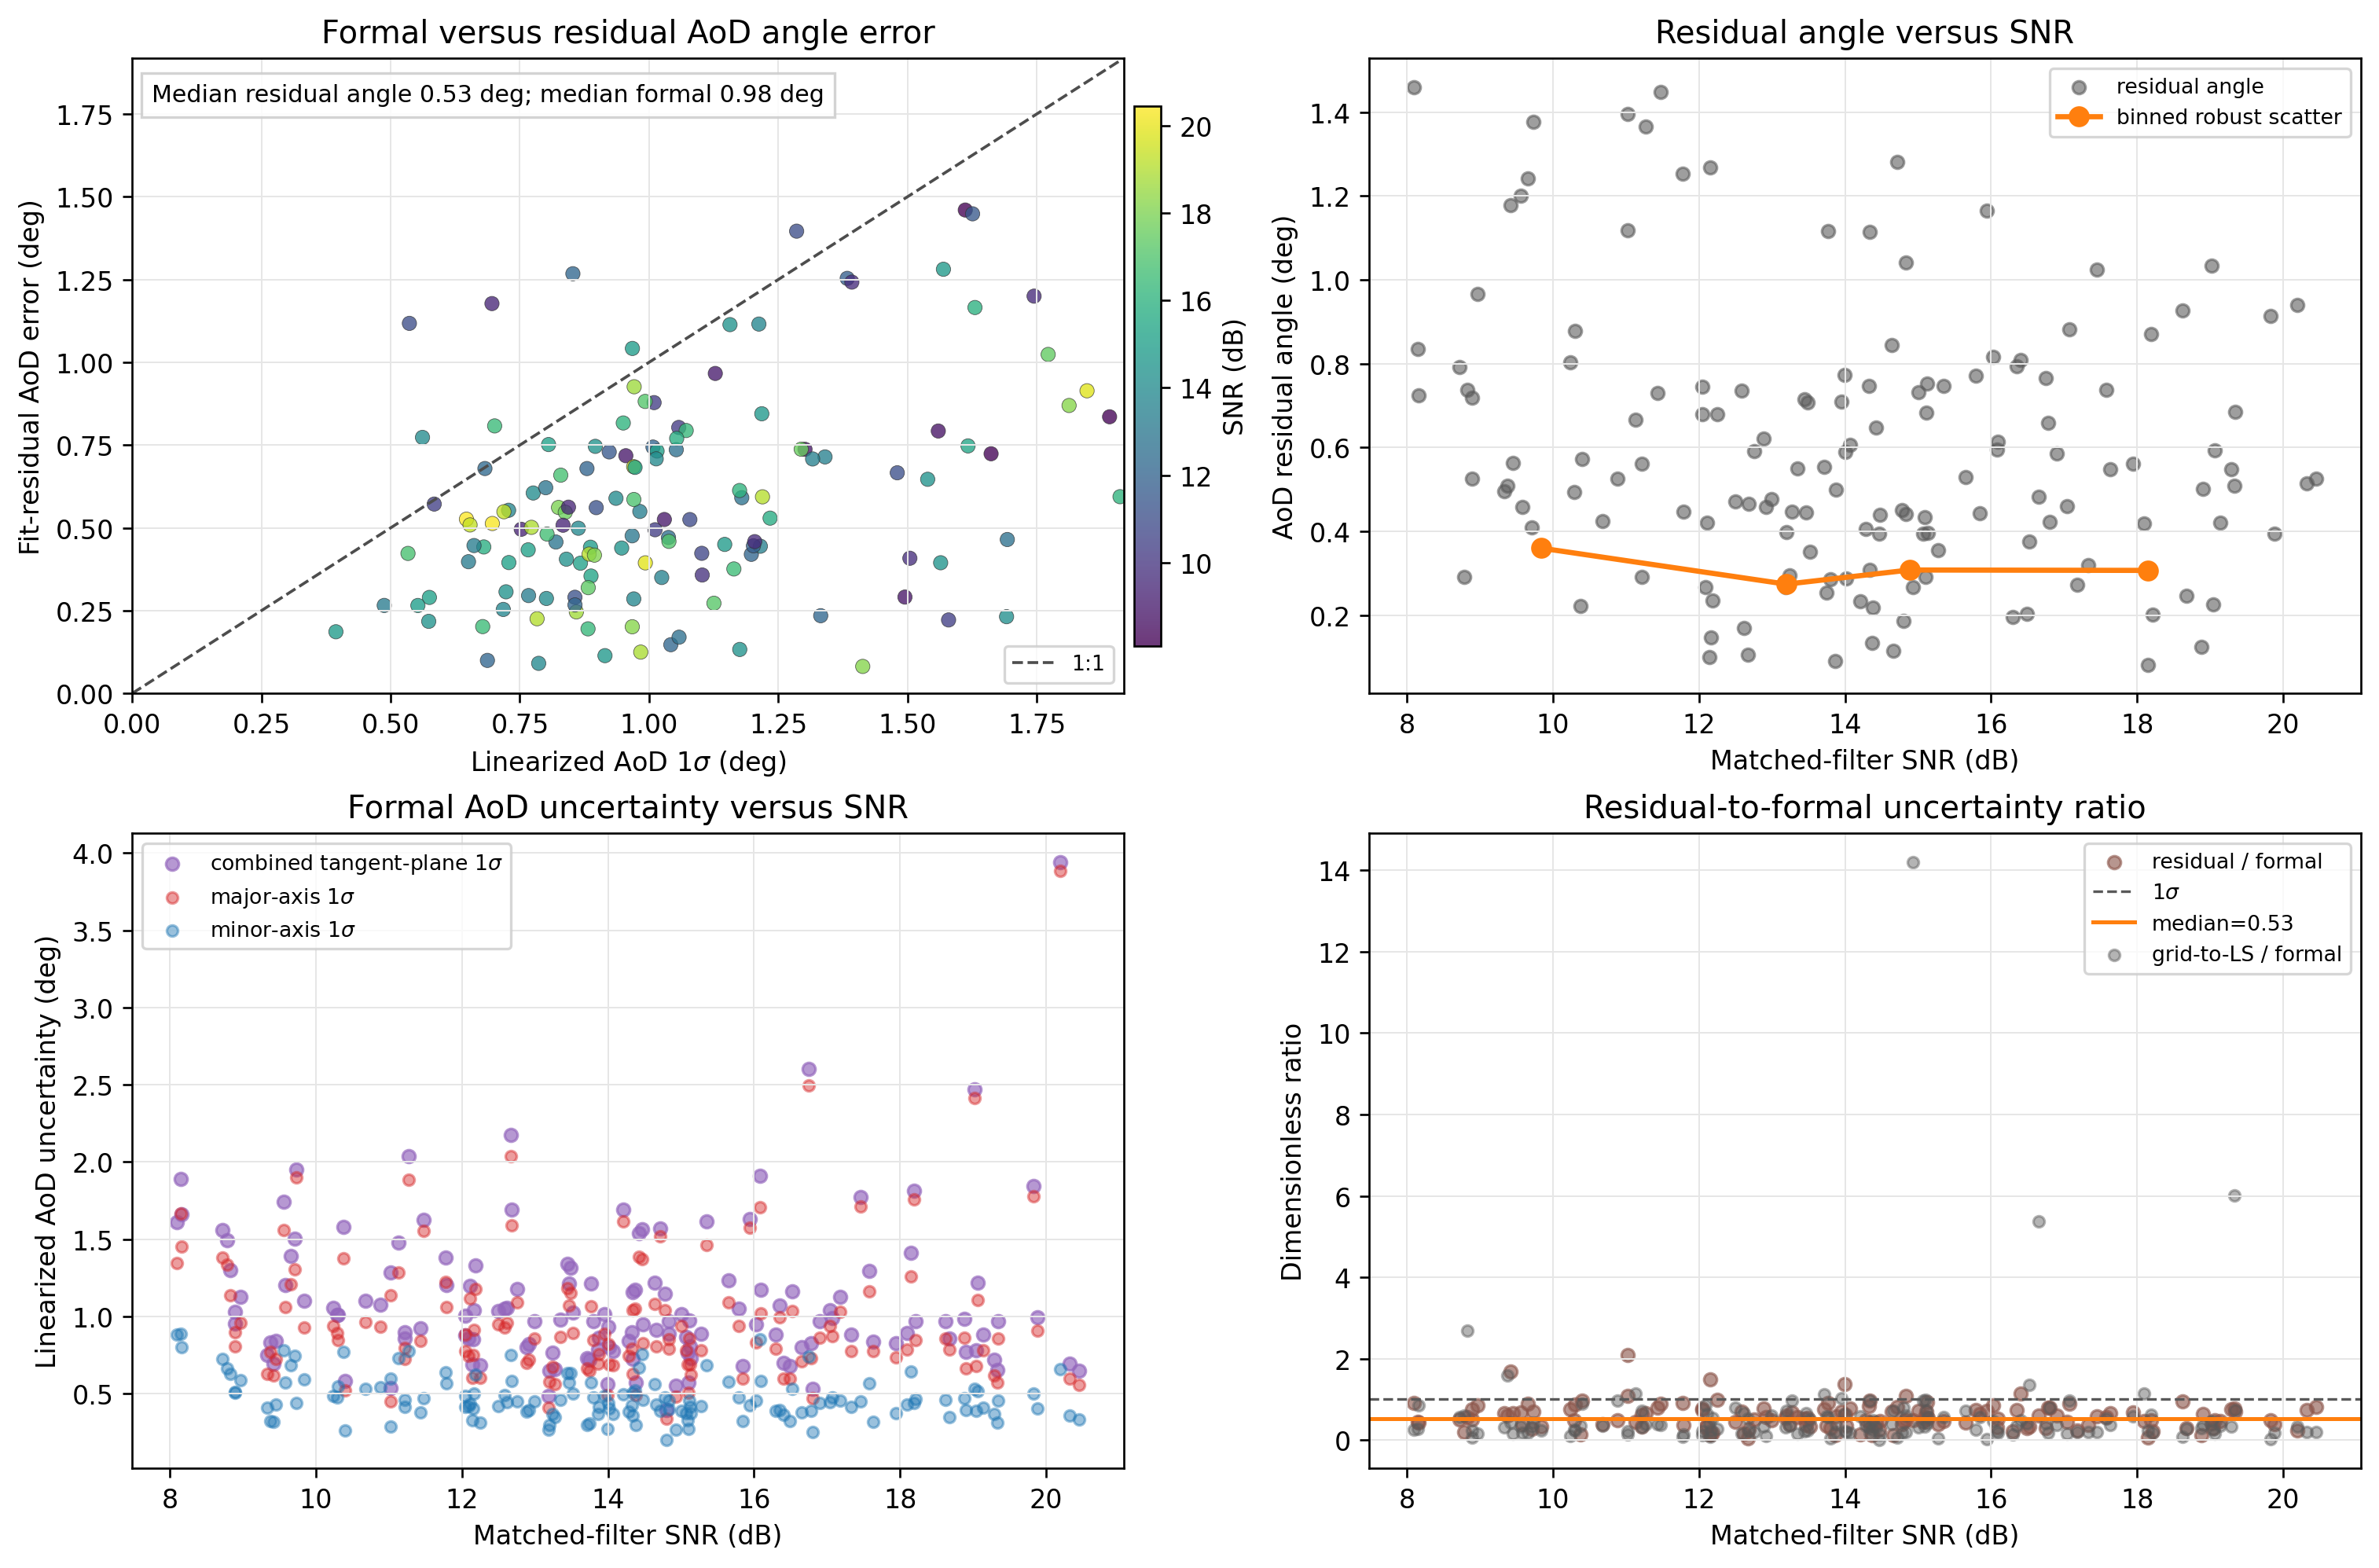 Formal versus residual AoD angle error
Median residual angle 0.53 deg; median formal 0.98 deg
Fit-residual AoD error (deg)
1.75
1.50
1.25
1.00
0.75
0.50
0.25
0.00
0.00 0.25 0.50 0.75 1.00 1.25 1.50 1.75
Linearized AoD 1σ (deg)
1:1
20
18
16
14
12
10
SNR (dB)
Residual angle versus SNR
residual angle
binned robust scatter
AoD residual angle (deg)
1.4
1.2
1.0
0.8
0.6
0.4
0.2
8 10 12 14 16 18 20
Matched-filter SNR (dB)
Formal AoD uncertainty versus SNR
combined tangent-plane 1σ
major-axis 1σ
minor-axis 1σ
Linearized AoD uncertainty (deg)
4.0
3.5
3.0
2.5
2.0
1.5
1.0
0.5
8 10 12 14 16 18 20
Matched-filter SNR (dB)
Residual-to-formal uncertainty ratio
residual / formal
1σ
median=0.53
grid-to-LS / formal
Dimensionless ratio
14
12
10
8
6
4
2
0
8 10 12 14 16 18 20
Matched-filter SNR (dB)